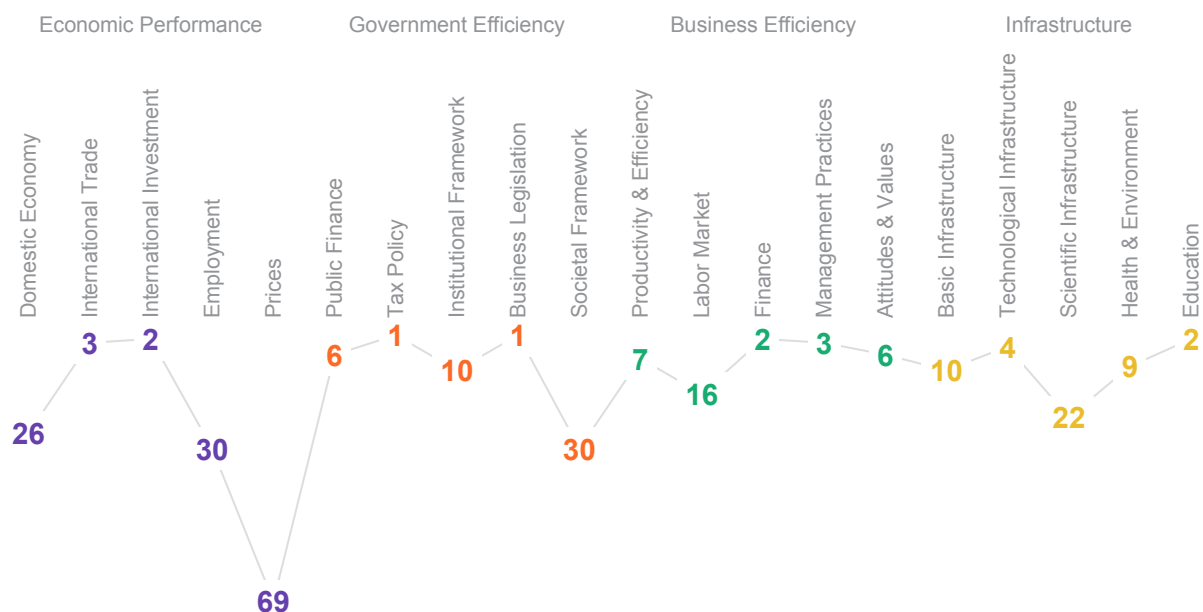 Economic Performance
Government Efficiency
Business Efficiency
Infrastructure
Domestic Economy
International Trade
International Investment
Employment
Prices
Public Finance
Tax Policy
Institutional Framework
Business Legislation
Societal Framework
Productivity & Efficiency
Labor Market
Finance
Management Practices
Attitudes & Values
Basic Infrastructure
Technological Infrastructure
Scientific Infrastructure
Health & Environment
Education
26
3
2
30
69
6
1
10
1
30
7
16
2
3
6
10
4
22
9
2